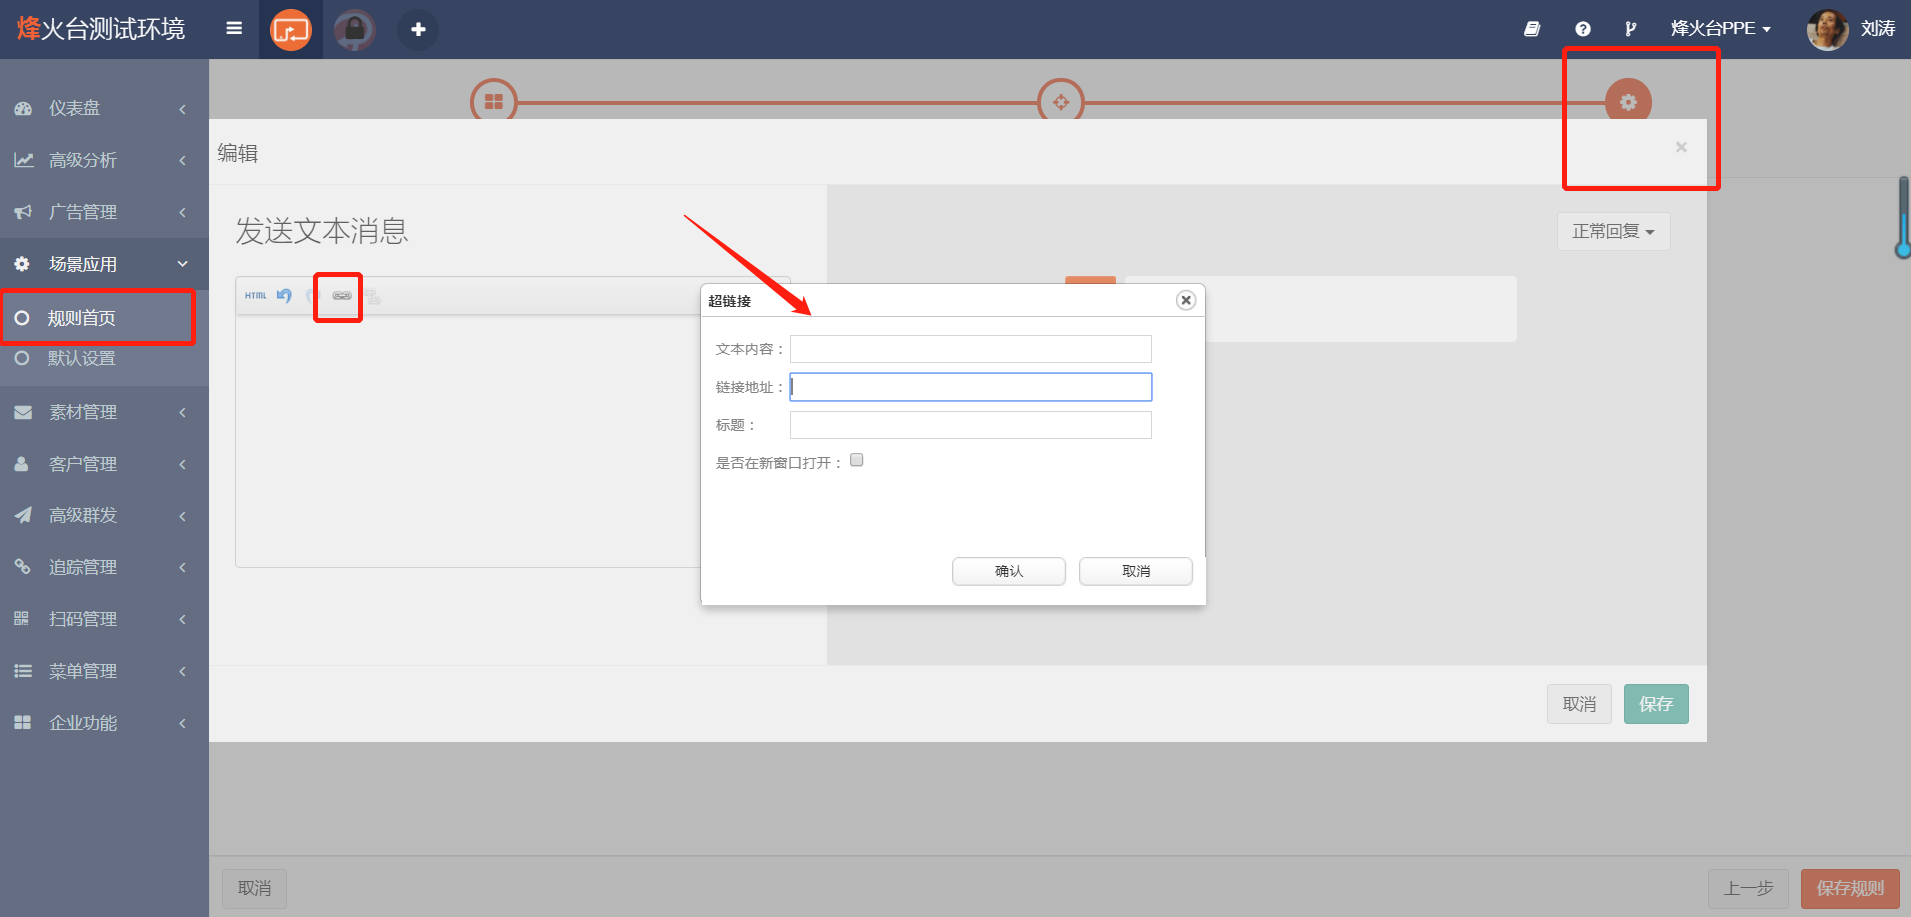 烽火台测试环境
烽火台PPE
刘涛
仪表盘
高级分析
广告管理
场景应用
规则首页
默认设置
素材管理
客户管理
高级群发
追踪管理
扫码管理
菜单管理
企业功能
编辑
×
发送文本消息
正常回复
HTML
超链接
文本内容：
链接地址：
标题：
是否在新窗口打开：
确认
取消
取消
保存
取消
上一步
保存规则